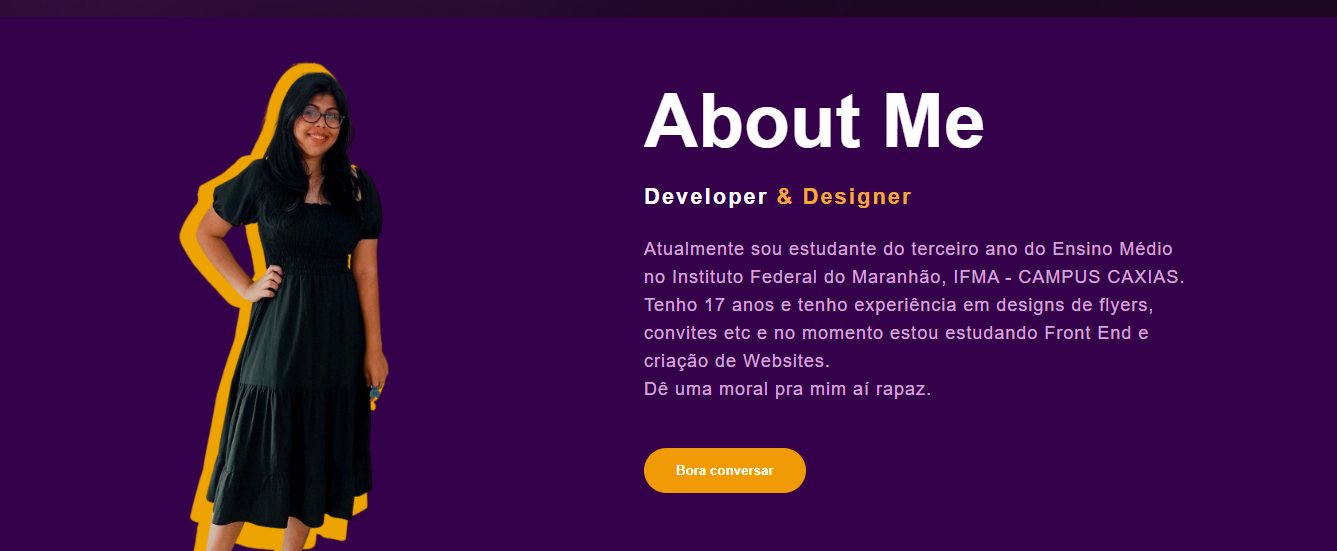 About Me
Developer & Designer
Atualmente sou estudante do terceiro ano do Ensino Médio
no Instituto Federal do Maranhão, IFMA - CAMPUS CAXIAS.
Tenho 17 anos e tenho experiência em designs de flyers,
convites etc e no momento estou estudando Front End e
criação de Websites.
Dê uma moral pra mim aí rapaz.
Bora conversar